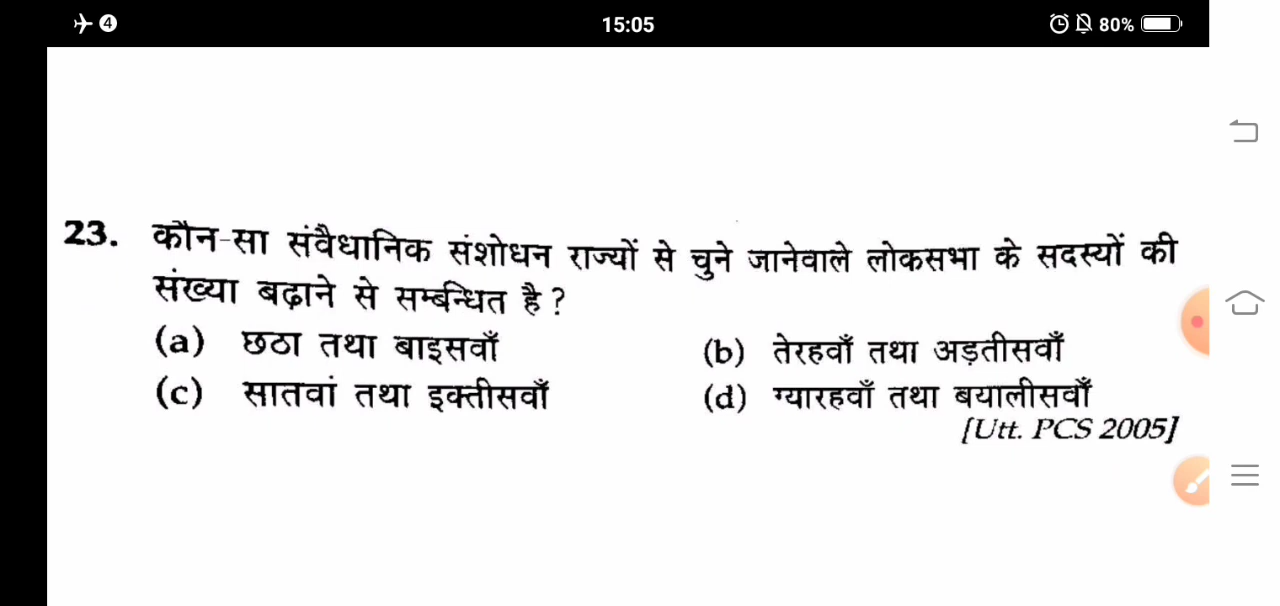 4
15:05
80%
23. कौन-सा संवैधानिक संशोधन राज्यों से चुने जानेवाले लोकसभा के सदस्यों की
संख्या बढ़ाने से सम्बन्धित है ?
(a) छठा तथा बाइसवाँ (b) तेरहवाँ तथा अड़तीसवाँ
(c) सातवां तथा इक्तीसवाँ (d) ग्यारहवाँ तथा बयालीसवाँ
[Utt. PCS 2005]